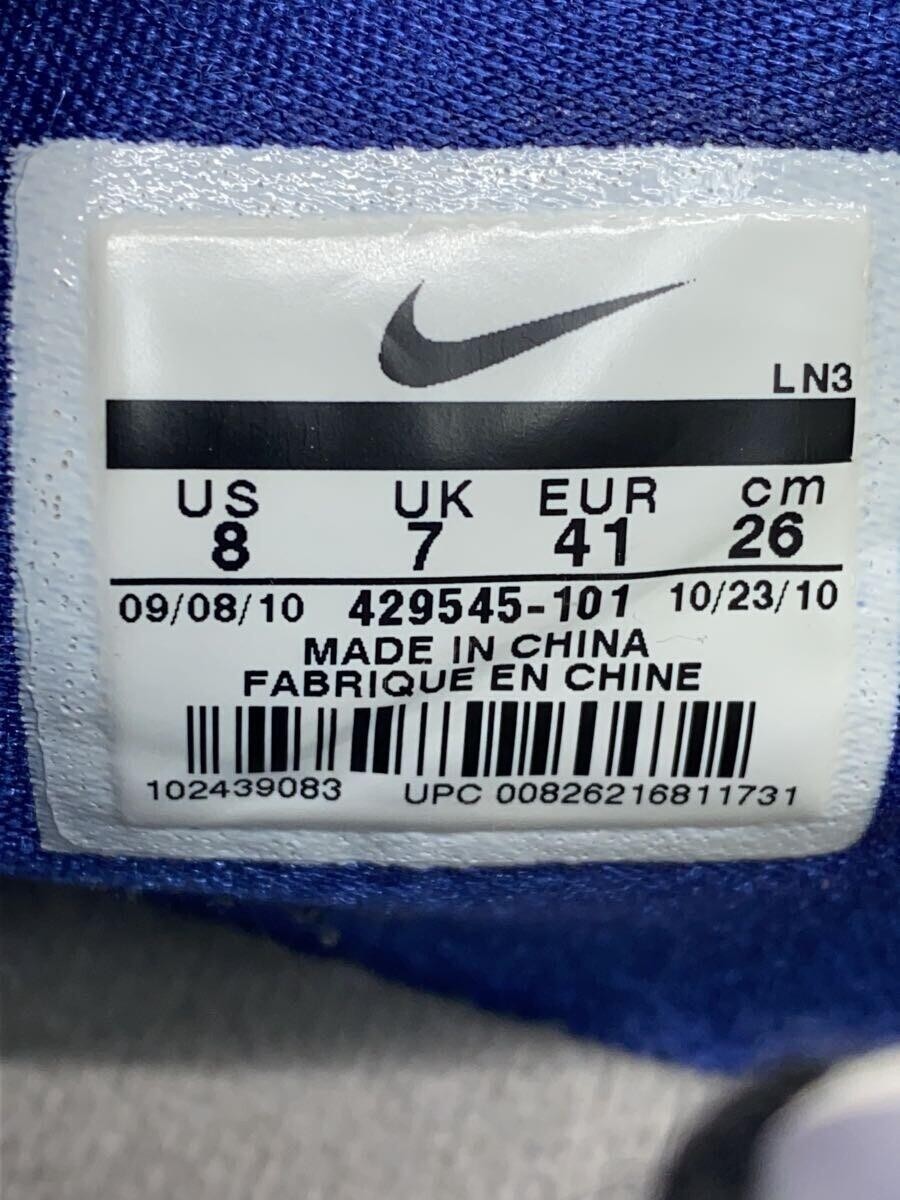 LN3
US UK EUR cm
8 7 41 26
09/08/10 429545-101 10/23/10
MADE IN CHINA
FABRIQUE EN CHINE
102439083 UPC 00826216811731